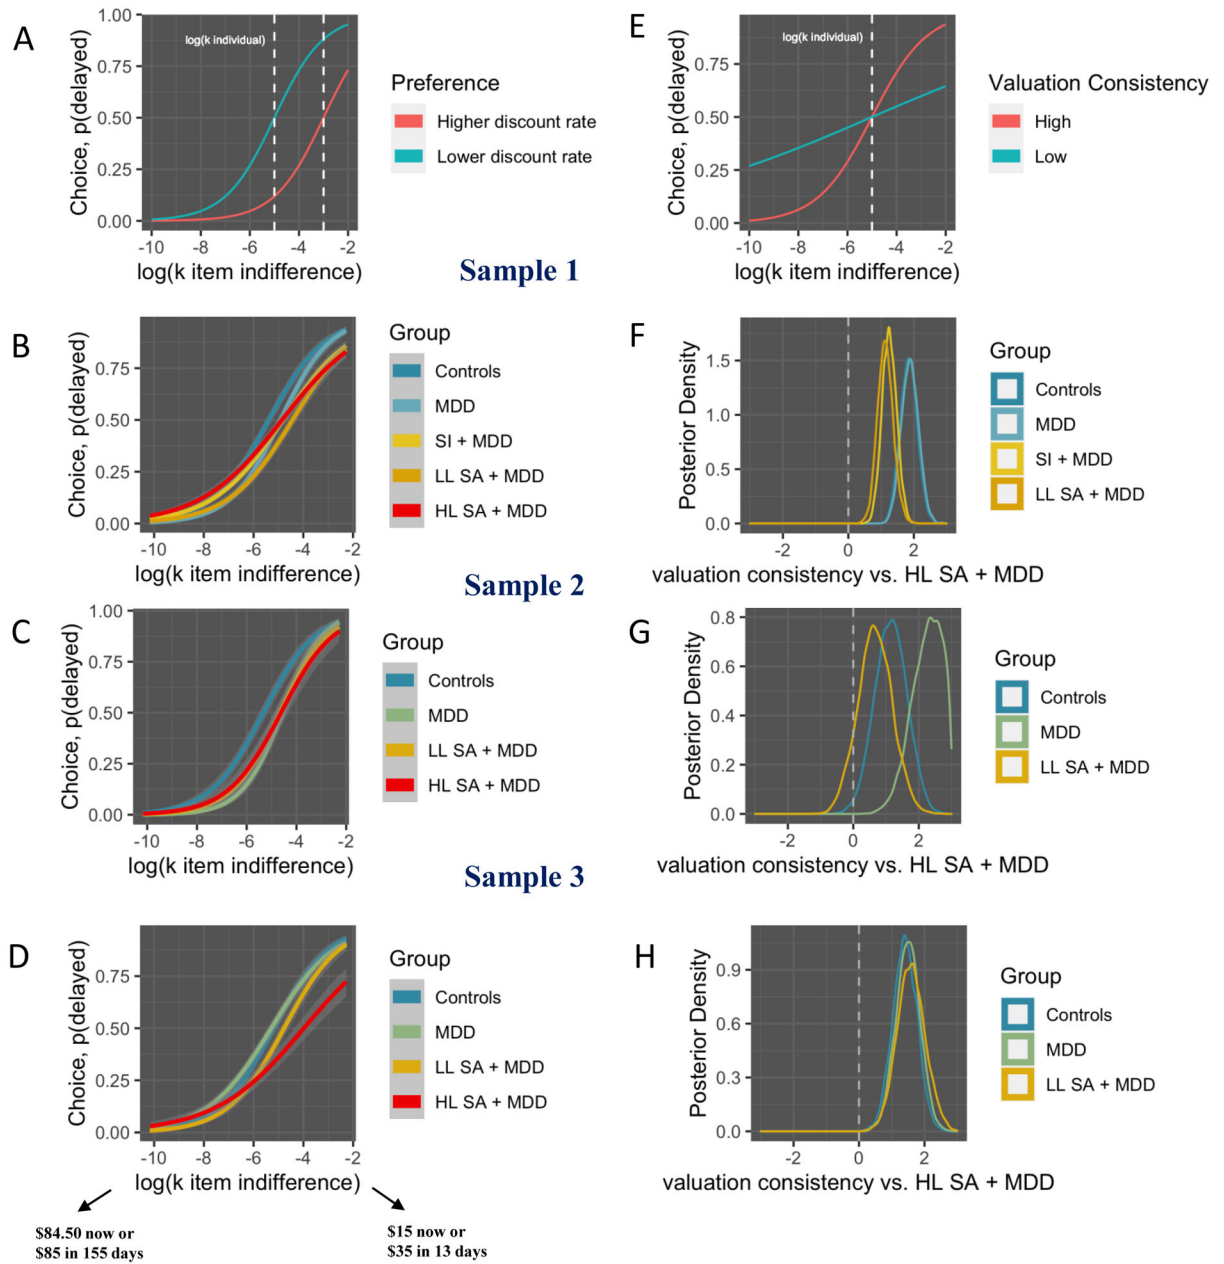 A
Choice, p(delayed)
1.00
0.75
0.50
0.25
0.00
log(k individual)
-10
-8
-6
-4
-2
log(k item indifference)
Preference
Higher discount rate
Lower discount rate
E
Choice, p(delayed)
0.75
0.50
0.25
0.00
log(k individual)
-10
-8
-6
-4
-2
log(k item indifference)
Valuation Consistency
High
Low
Sample 1
B
Choice, p(delayed)
0.75
0.50
0.25
0.00
-10
-8
-6
-4
-2
log(k item indifference)
Group
Controls
MDD
SI + MDD
LL SA + MDD
HL SA + MDD
F
Posterior Density
1.5
1.0
0.5
0.0
-2
0
2
valuation consistency vs. HL SA + MDD
Group
Controls
MDD
SI + MDD
LL SA + MDD
Sample 2
C
Choice, p(delayed)
1.00
0.75
0.50
0.25
0.00
-10
-8
-6
-4
-2
log(k item indifference)
Group
Controls
MDD
LL SA + MDD
HL SA + MDD
G
Posterior Density
0.8
0.6
0.4
0.2
0.0
-2
0
2
valuation consistency vs. HL SA + MDD
Group
Controls
MDD
LL SA + MDD
Sample 3
D
Choice, p(delayed)
0.75
0.50
0.25
0.00
-10
-8
-6
-4
-2
log(k item indifference)
Group
Controls
MDD
LL SA + MDD
HL SA + MDD
$84.50 now or
$85 in 155 days
$15 now or
$35 in 13 days
H
Posterior Density
0.9
0.6
0.3
0.0
-2
0
2
valuation consistency vs. HL SA + MDD
Group
Controls
MDD
LL SA + MDD